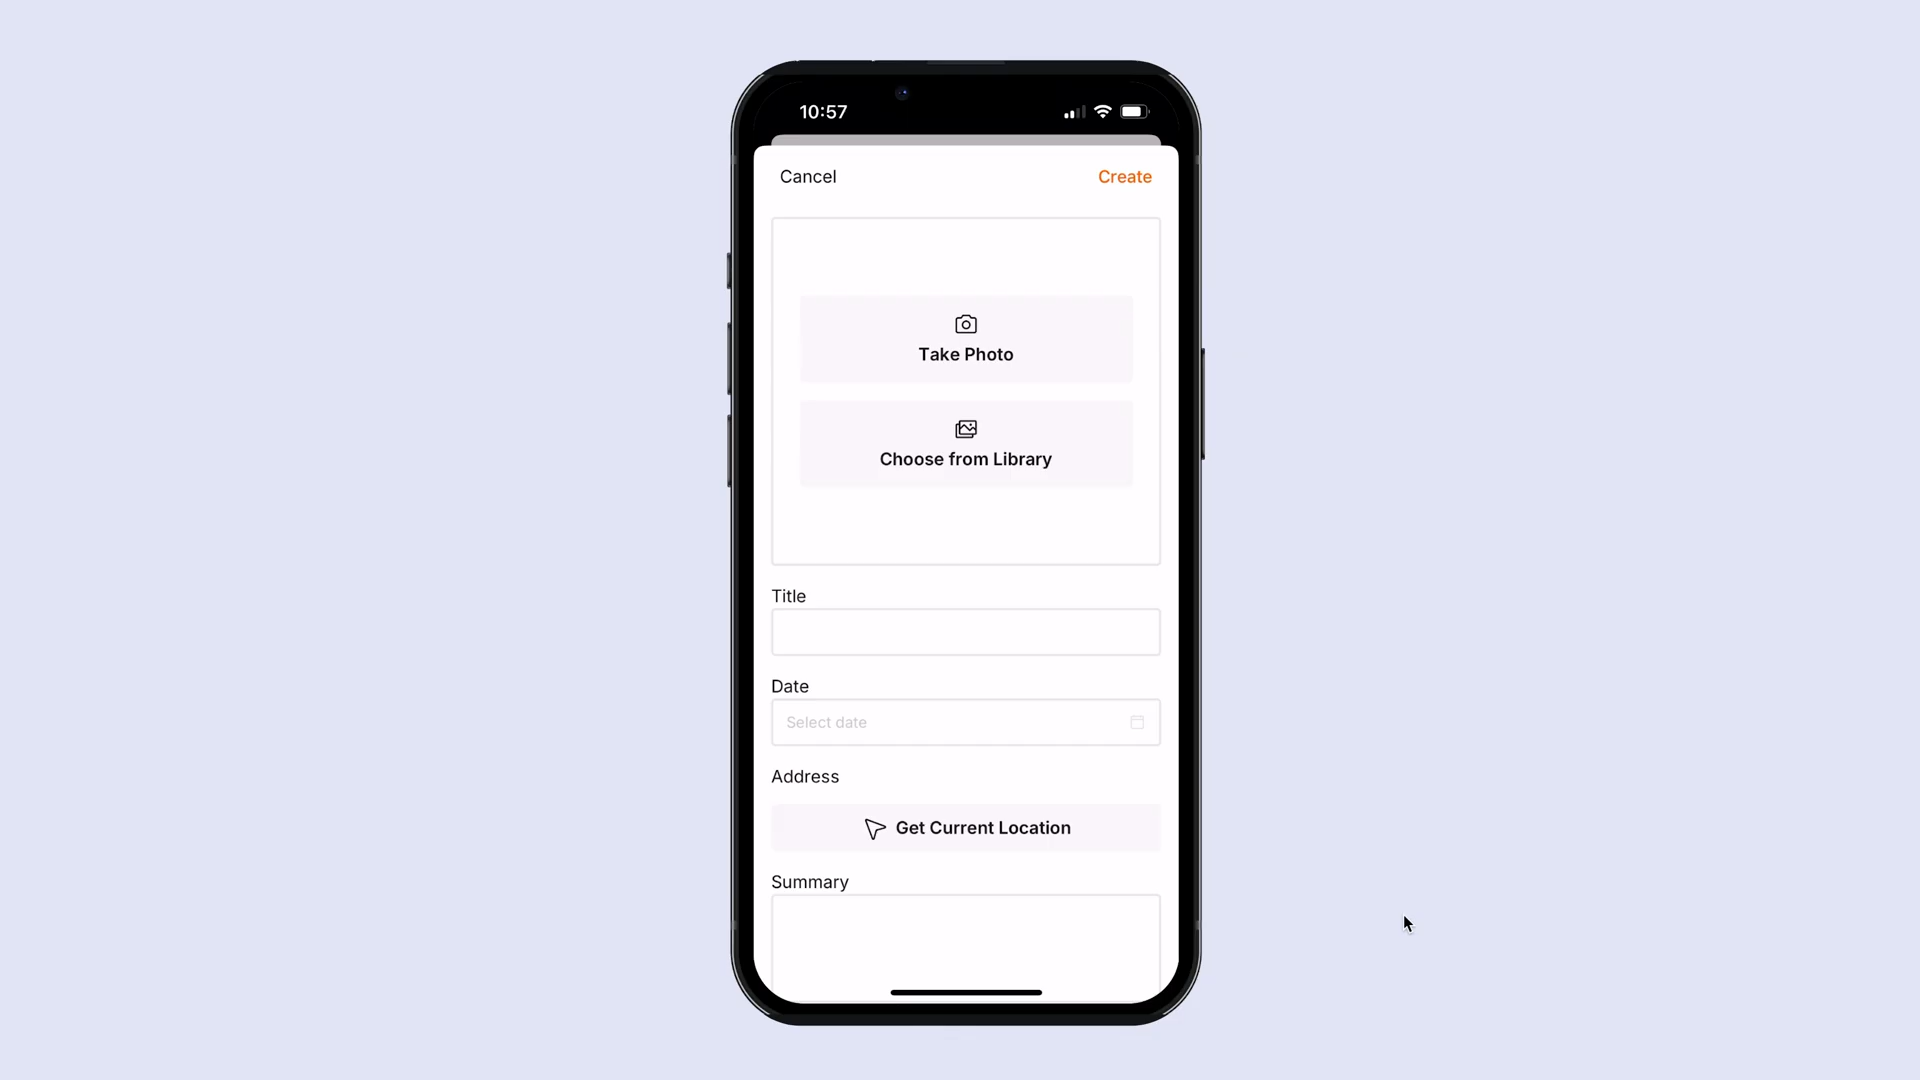 10:57
Cancel
Create
Take Photo
Choose from Library
Title
Date
Select date
Address
Get Current Location
Summary